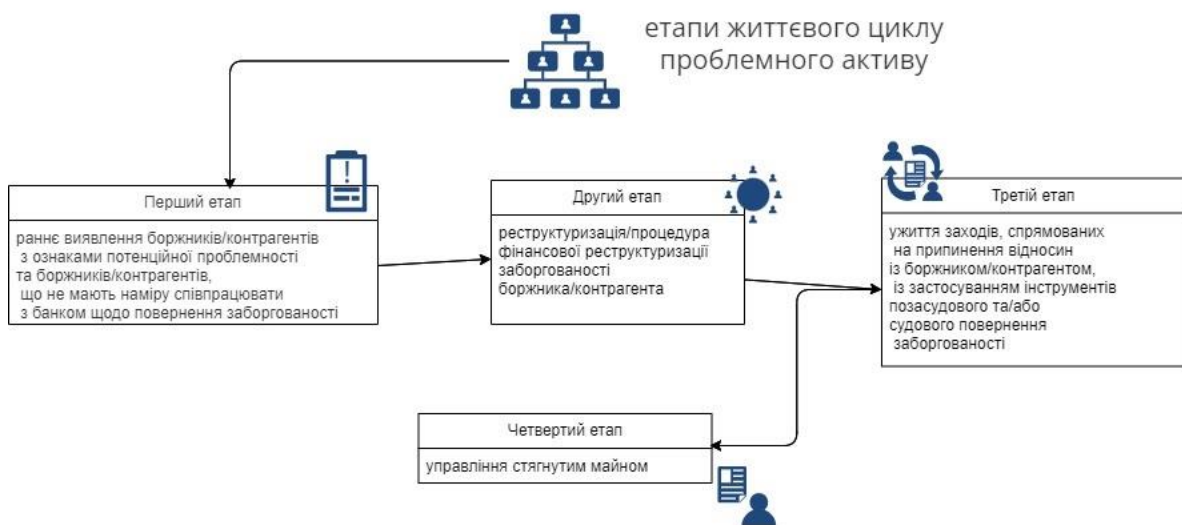 етапи життєвого циклу
проблемного активу
Перший етап
раннє виявлення боржників/контрагентів
з ознаками потенційної проблемності
та боржників/контрагентів,
що не мають наміру співпрацювати
з банком щодо повернення заборгованості
Другий етап
реструктуризація/процедура
фінансової реструктуризації
заборгованості
боржника/контрагента
Третій етап
ужиття заходів, спрямованих
на припинення відносин
із боржником/контрагентом,
із застосуванням інструментів
позасудового та/або
судового повернення
заборгованості
Четвертий етап
управління стягнутим майном